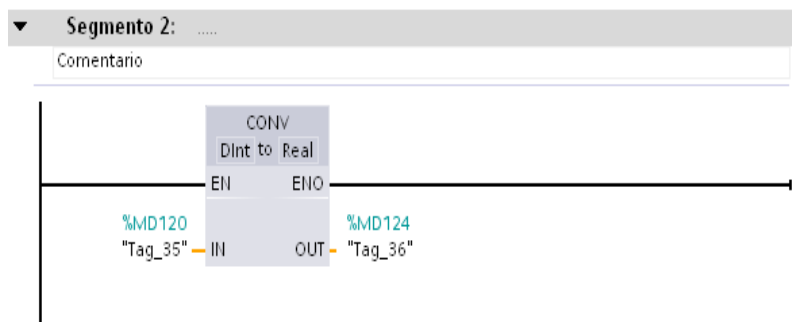 Segmento 2: .....
Comentario
CONV
DInt to Real
EN ENO
%MD120 %MD124
"Tag_35" IN OUT "Tag_36"